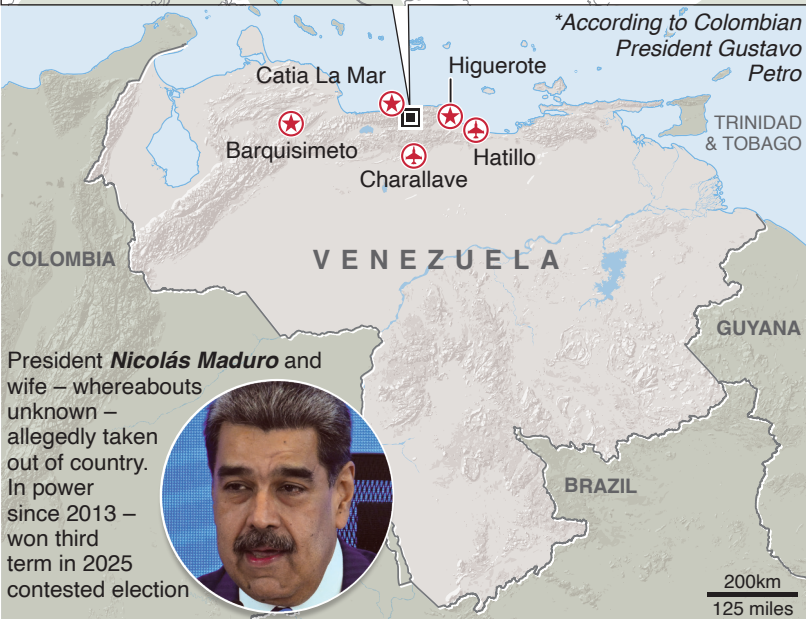 *According to Colombian
President Gustavo
Petro
Catia La Mar
Higuerote
Barquisimeto
Hatillo
Charallave
TRINIDAD
& TOBAGO
COLOMBIA
VENEZUELA
GUYANA
President Nicolás Maduro and
wife – whereabouts
unknown –
allegedly taken
out of country.
In power
since 2013 –
won third
term in 2025
contested election
BRAZIL
200km
125 miles